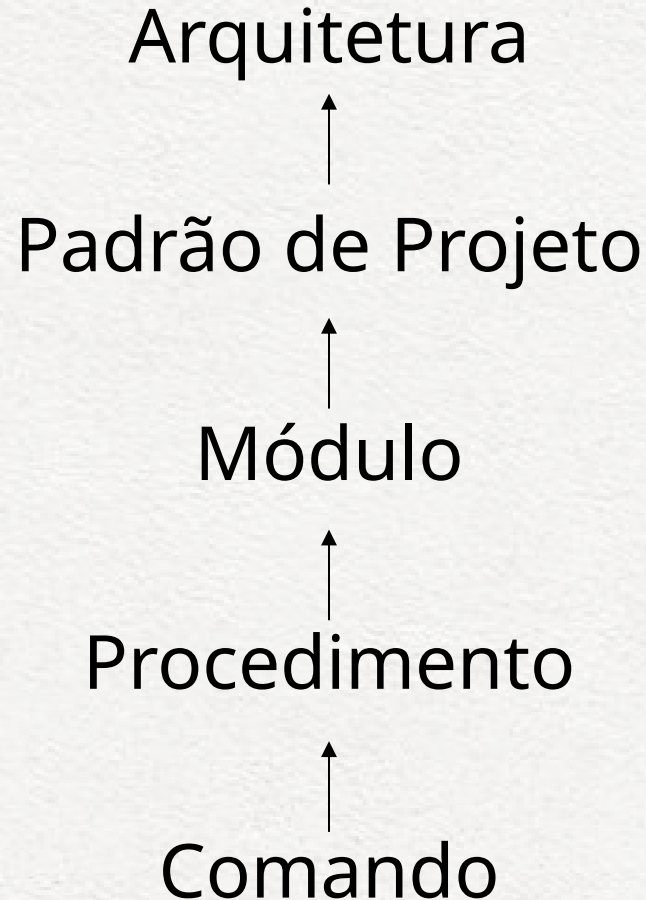 Arquitetura
Padrão de Projeto
Módulo
Procedimento
Comando